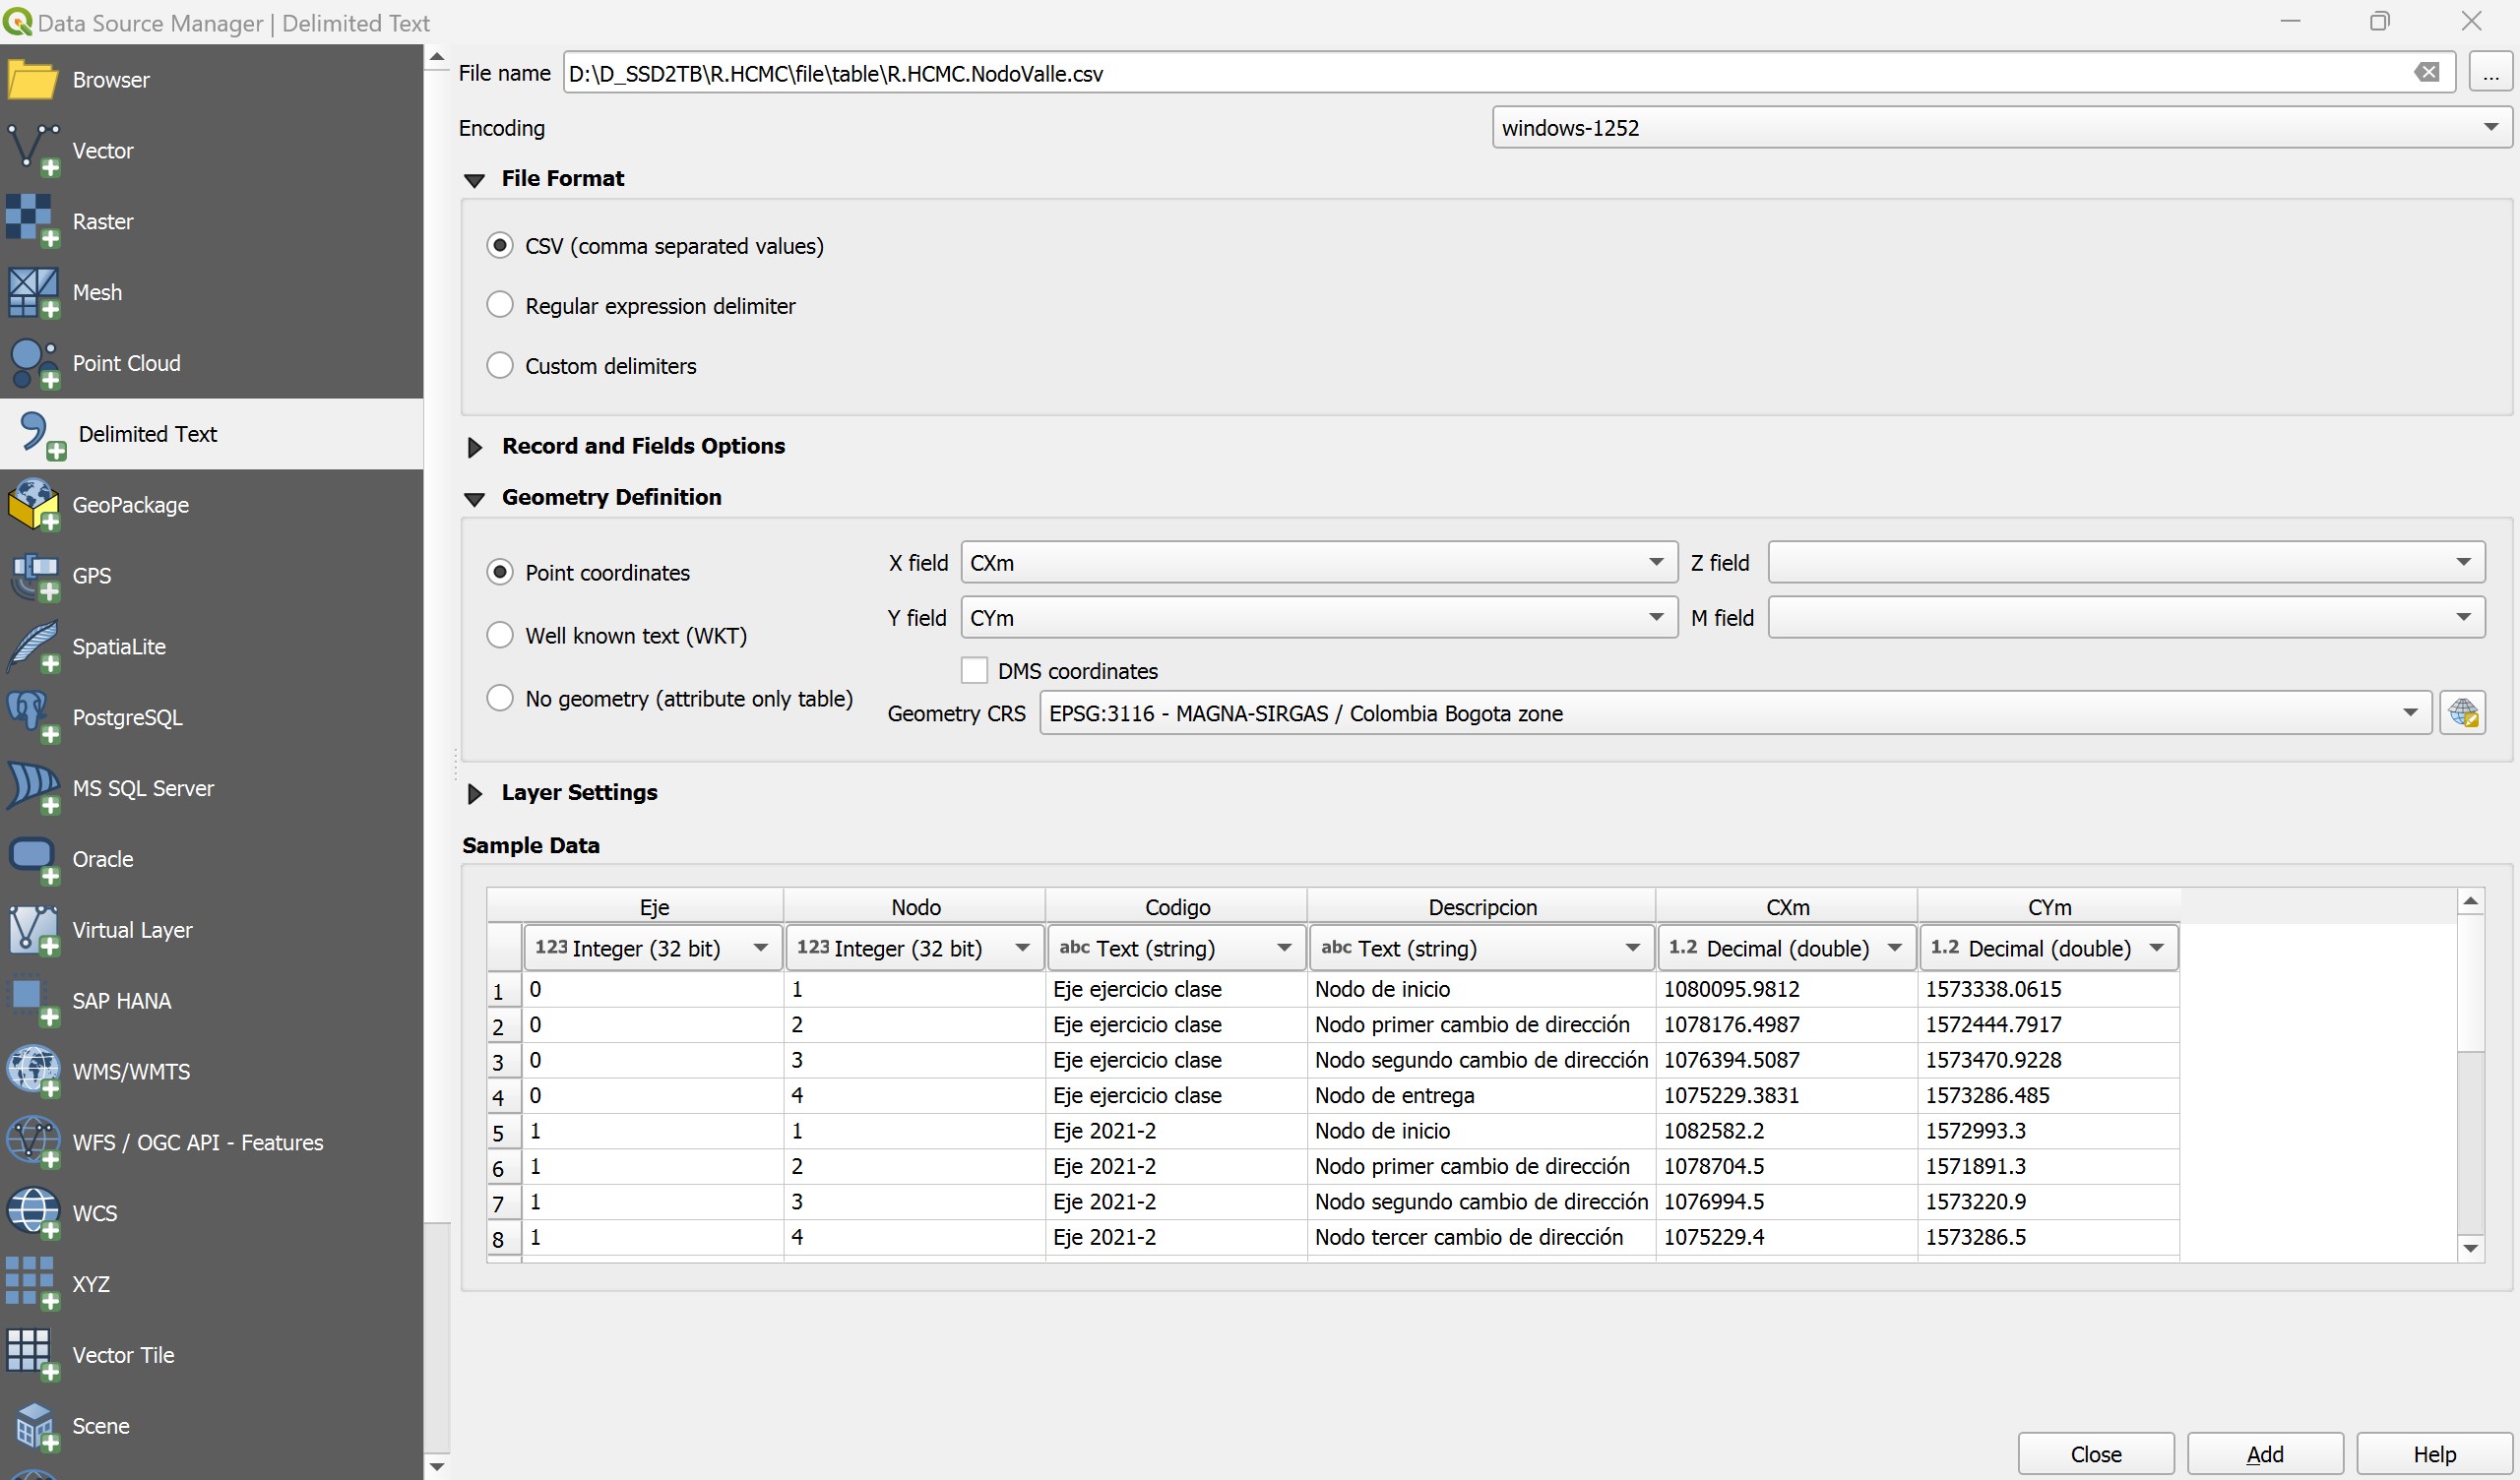 Data Source Manager | Delimited Text
Browser
Vector
Raster
Mesh
Point Cloud
Delimited Text
GeoPackage
GPS
SpatiaLite
PostgreSQL
MS SQL Server
Oracle
Virtual Layer
SAP HANA
WMS/WMTS
WFS / OGC API - Features
WCS
XYZ
Vector Tile
Scene
File name D:\D_SSD2TB\R.HCMC\file\table\R.HCMC.NodoValle.csv ...
Encoding windows-1252
File Format
CSV (comma separated values)
Regular expression delimiter
Custom delimiters
Record and Fields Options
Geometry Definition
Point coordinates
Well known text (WKT)
No geometry (attribute only table)
X field CXm Z field
Y field CYm M field
DMS coordinates
Geometry CRS EPSG:3116 - MAGNA-SIRGAS / Colombia Bogota zone
Layer Settings
Sample Data
Eje Nodo Codigo Descripcion CXm CYm
123 Integer (32 bit) 123 Integer (32 bit) abc Text (string) abc Text (string) 1.2 Decimal (double) 1.2 Decimal (double)
1 0 1 Eje ejercicio clase Nodo de inicio 1080095.9812 1573338.0615
2 0 2 Eje ejercicio clase Nodo primer cambio de dirección 1078176.4987 1572444.7917
3 0 3 Eje ejercicio clase Nodo segundo cambio de dirección 1076394.5087 1573470.9228
4 0 4 Eje ejercicio clase Nodo de entrega 1075229.3831 1573286.485
5 1 1 Eje 2021-2 Nodo de inicio 1082582.2 1572993.3
6 1 2 Eje 2021-2 Nodo primer cambio de dirección 1078704.5 1571891.3
7 1 3 Eje 2021-2 Nodo segundo cambio de dirección 1076994.5 1573220.9
8 1 4 Eje 2021-2 Nodo tercer cambio de dirección 1075229.4 1573286.5
Close Add Help